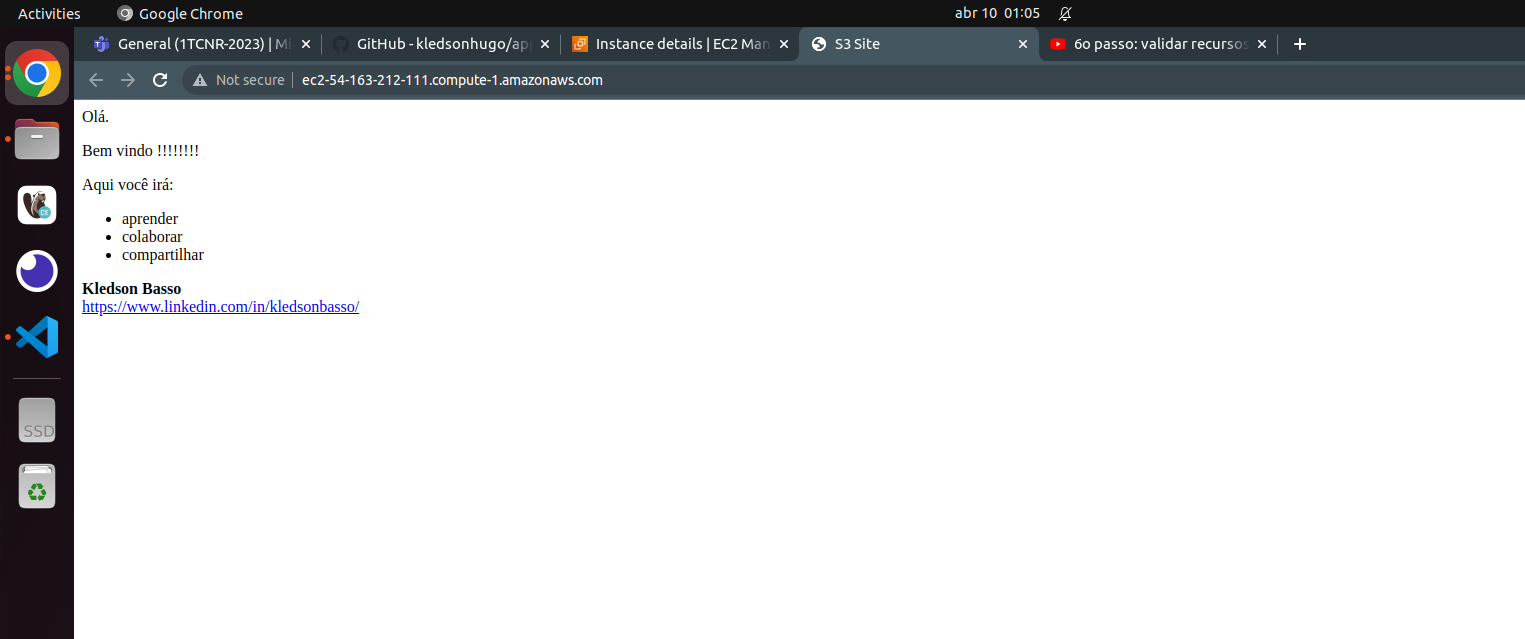 Activities Google Chrome abr 10 01:05
General (1TCNR-2023) | Mi GitHub - kledsonhugo/app Instance details | EC2 Man S3 Site 6o passo: validar recursos
Not secure ec2-54-163-212-111.compute-1.amazonaws.com
Olá.
Bem vindo !!!!!!!!
Aqui você irá:
aprender
colaborar
compartilhar
Kledson Basso
https://www.linkedin.com/in/kledsonbasso/
SSD